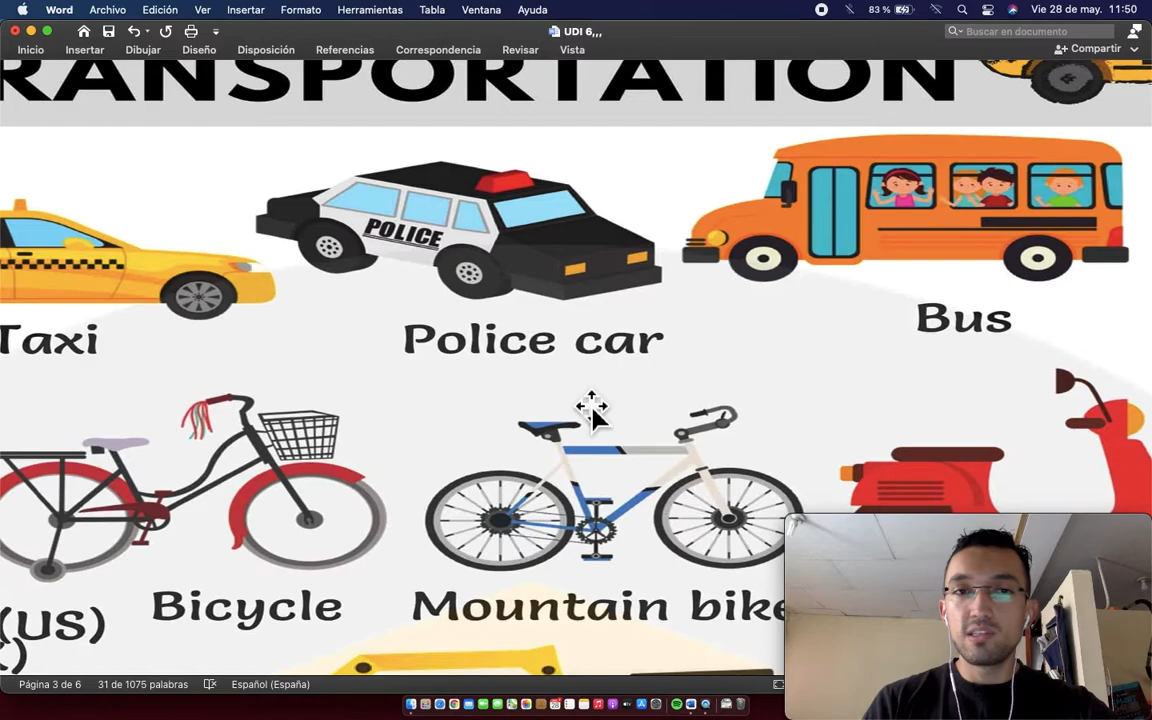 Word Archivo Edición Ver Insertar Formato Herramientas Tabla Ventana Ayuda 83 % Vie 28 de may. 11:50
UDI 6,,, Buscar en documento
Inicio Insertar Dibujar Diseño Disposición Referencias Correspondencia Revisar Vista Compartir
RANSPORTATION
POLICE
Bus
Taxi Police car
Bicycle Mountain bike
(US)
Página 3 de 6 31 de 1075 palabras Español (España)